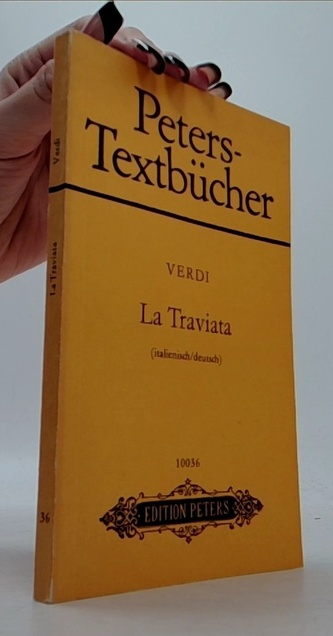 Peters-
Textbücher
VERDI
La Traviata
(italienisch/deutsch)
10036
EDITION PETERS
Verdi
La Traviata
36